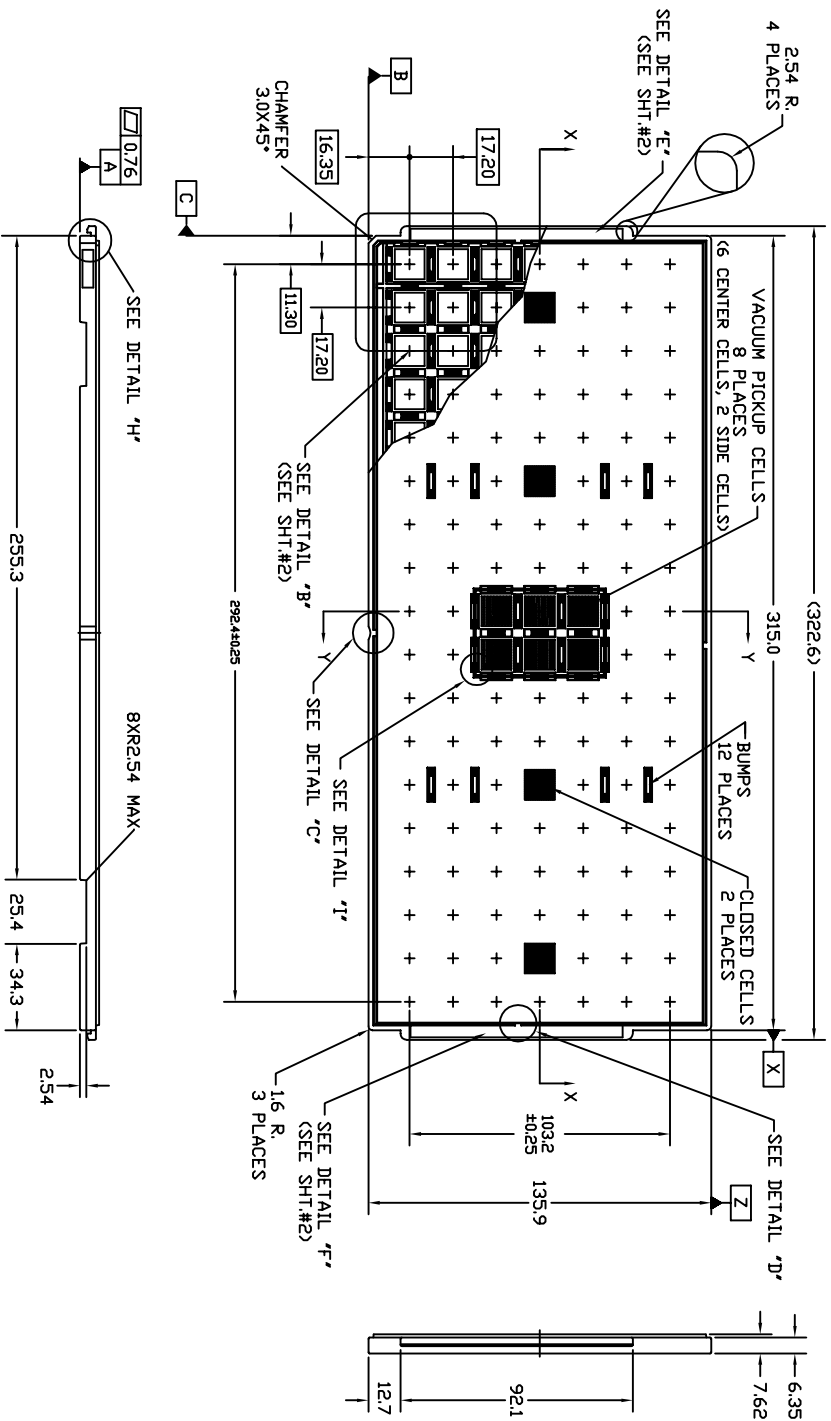 2.54 R.
4 PLACES
SEE DETAIL "E"
(SEE SHT.#2)
(322.6)
315.0
VACUUM PICKUP CELLS
8 PLACES
(6 CENTER CELLS, 2 SIDE CELLS)
BUMPS
12 PLACES
CLOSED CELLS
2 PLACES
X
SEE DETAIL "D"
Z
6.35
7.62
B
16.35
17.20
X
Y
X
103.2
±0.25
135.9
92.1
12.7
CHAMFER
3.0X45°
C
11.30
17.20
SEE DETAIL "B"
(SEE SHT.#2)
Y
SEE DETAIL "C"
SEE DETAIL "I"
292.4±0.25
1.6 R.
3 PLACES
SEE DETAIL "F"
(SEE SHT.#2)
0.76
A
SEE DETAIL "H"
255.3
8XR2.54 MAX
25.4
34.3
2.54